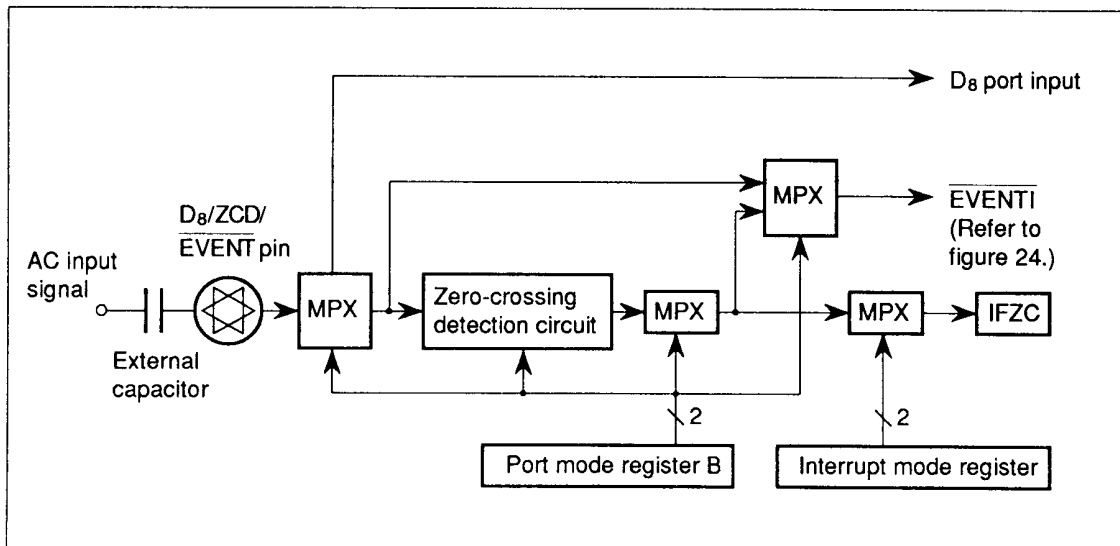 D₈ port input
MPX
EVENTI
(Refer to
figure 24.)
D₈/ZCD/
EVENT pin
AC input
signal
MPX
Zero-crossing
detection circuit
MPX
MPX
IFZC
External
capacitor
2
2
Port mode register B
Interrupt mode register